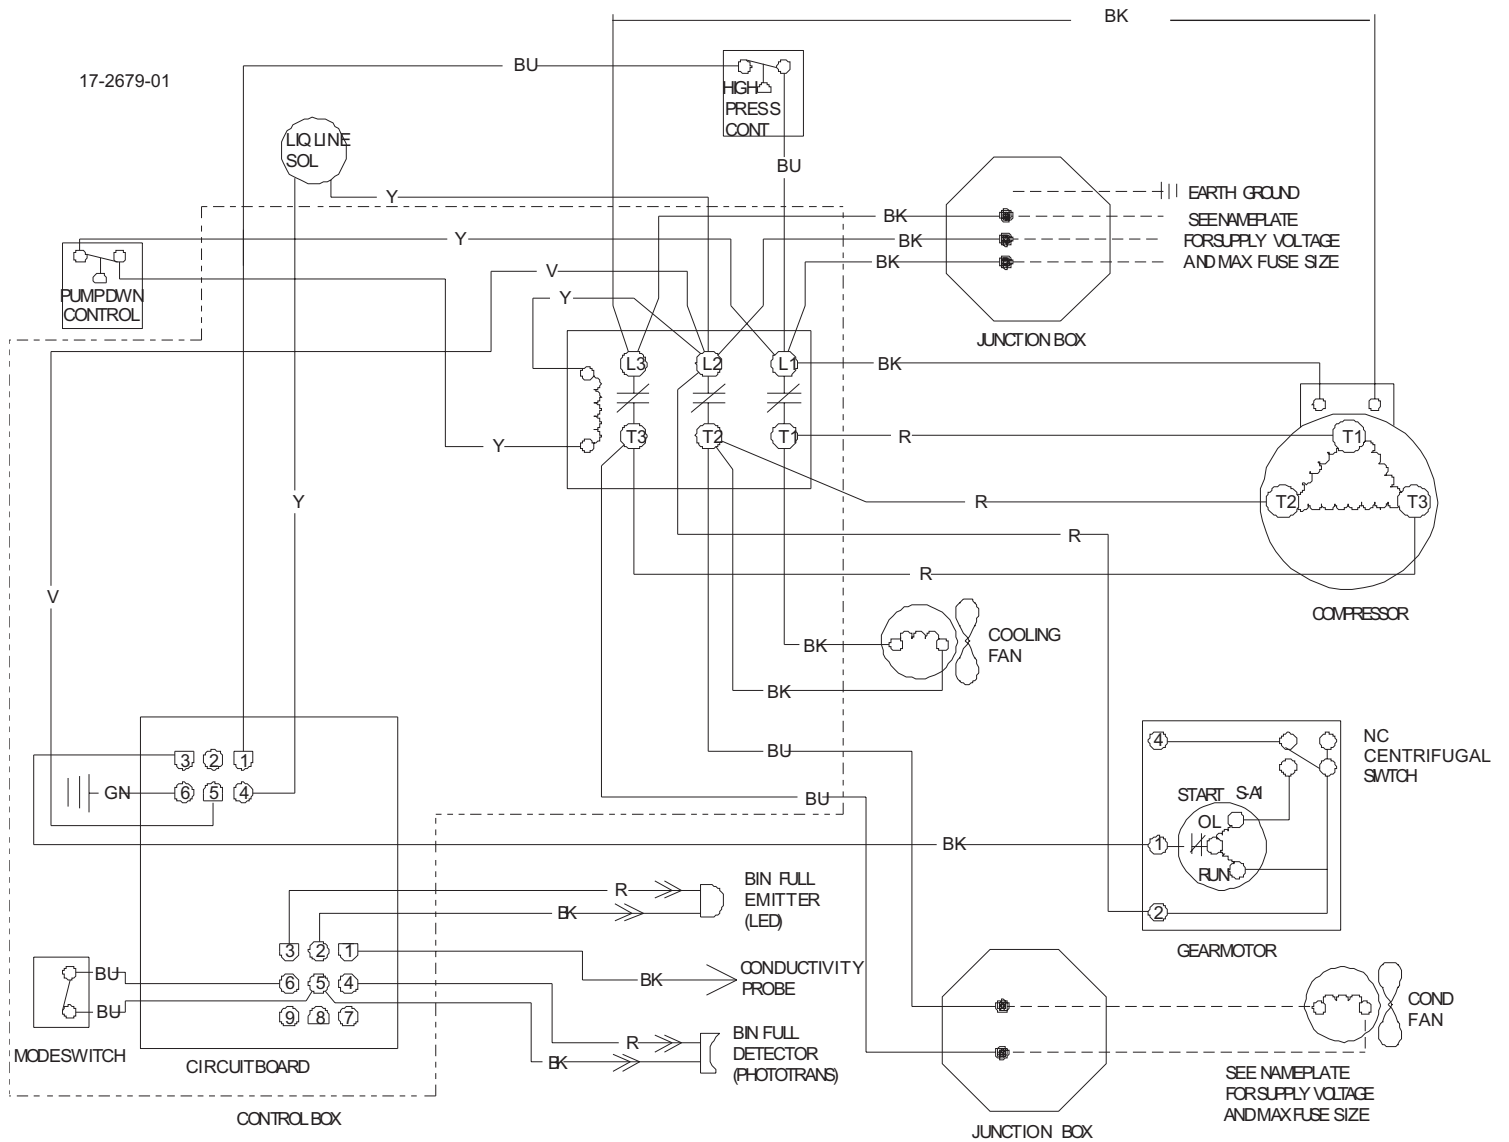 BK
17-2679-01
BU
HIGH
PRESS
CONT
LIQ LINE
SOL
BU
Y
EARTH GROUND
BK
SEE NAMEPLATE
Y
BK
FOR SUPPLY VOLTAGE
BK
AND MAX FUSE SIZE
V
PUMPDWN
CONTROL
Y
JUNCTION BOX
L3
L2
L1
BK
T3
T2
T1
R
T1
Y
Y
R
T2
T3
R
R
V
COMPRESSOR
BK
COOLING
FAN
BK
NC
CENTRIFUGAL
SWTCH
4
BU
3
2
1
GN
6
5
4
BU
START
S-A1
OL
BK
1
RUN
BIN FULL
EMITTER
(LED)
R
BK
2
GEARMOTOR
3
2
1
CONDUCTIVITY
PROBE
BU
6
5
4
BK
COND
FAN
BU
9
8
7
BIN FULL
DETECTOR
(PHOTOTRANS)
R
BK
MODESWITCH
CIRCUITBOARD
SEE NAMEPLATE
FOR SUPPLY VOLTAGE
AND MAX FUSE SIZE
CONTROL BOX
JUNCTION BOX